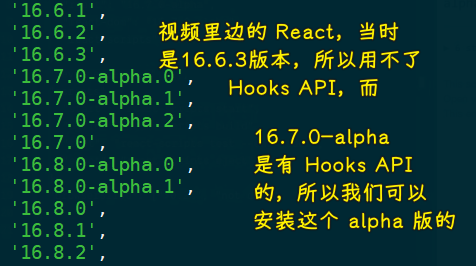 '16.6.1',
'16.6.2',
'16.6.3',
'16.7.0-alpha.0',
'16.7.0-alpha.1',
'16.7.0-alpha.2',
'16.7.0',
'16.8.0-alpha.0',
'16.8.0-alpha.1',
'16.8.0',
'16.8.1',
'16.8.2',
视频里边的 React，当时
是16.6.3版本，所以用不了
Hooks API，而
16.7.0-alpha
是有 Hooks API
的，所以我们可以
安装这个 alpha 版的